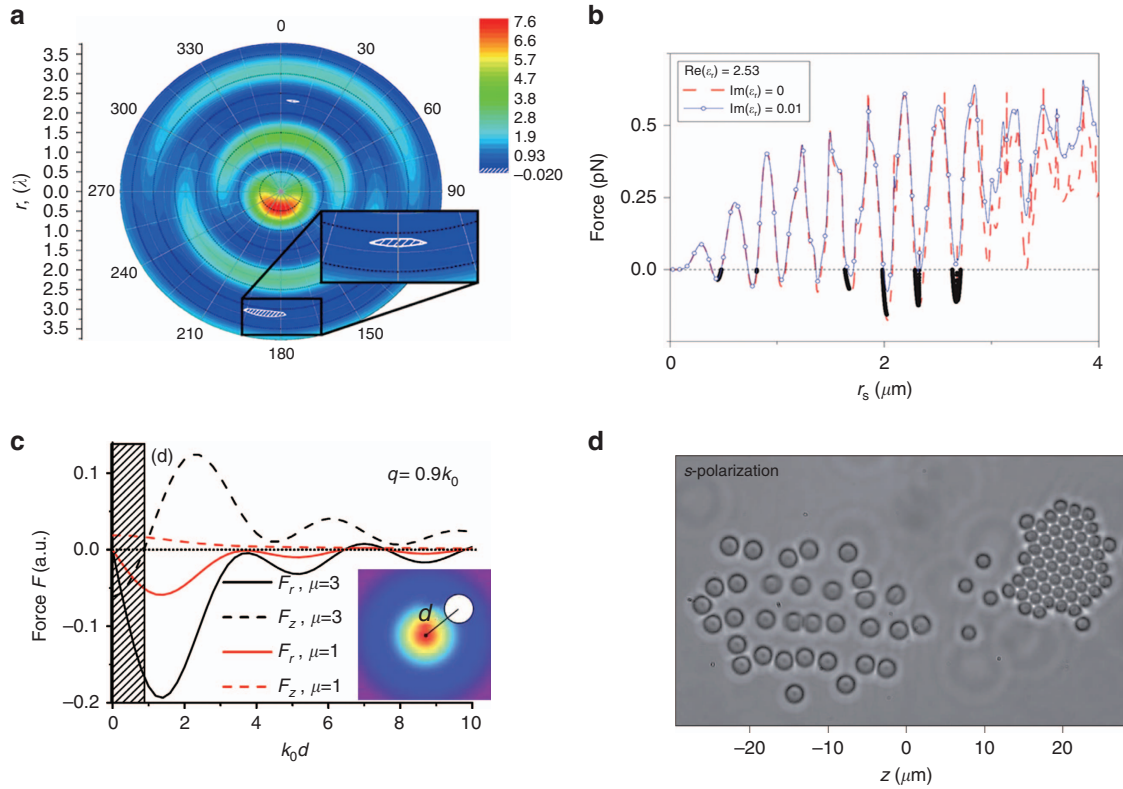 a
0
30
60
90
150
180
210
240
270
300
330
r, (λ)
3.5
3.0
2.5
2.0
1.5
1.0
0.5
0.0
0.5
1.0
1.5
2.0
2.5
3.0
3.5
7.6
6.7
5.7
4.7
3.8
2.8
1.9
0.93
−0.020
b
Re(εr) = 2.53
Im(εr) = 0
Im(εr) = 0.01
Force (pN)
0.5
0.25
0.0
0
2
4
rs (μm)
c
(d)
q= 0.9k0
Force F (a.u.)
0.1
0.0
−0.1
−0.2
Fr , μ=3
Fz , μ=3
Fr , μ=1
Fz , μ=1
d
0
2
4
6
8
10
k0d
d
s-polarization
−20
−10
0
10
20
z (μm)